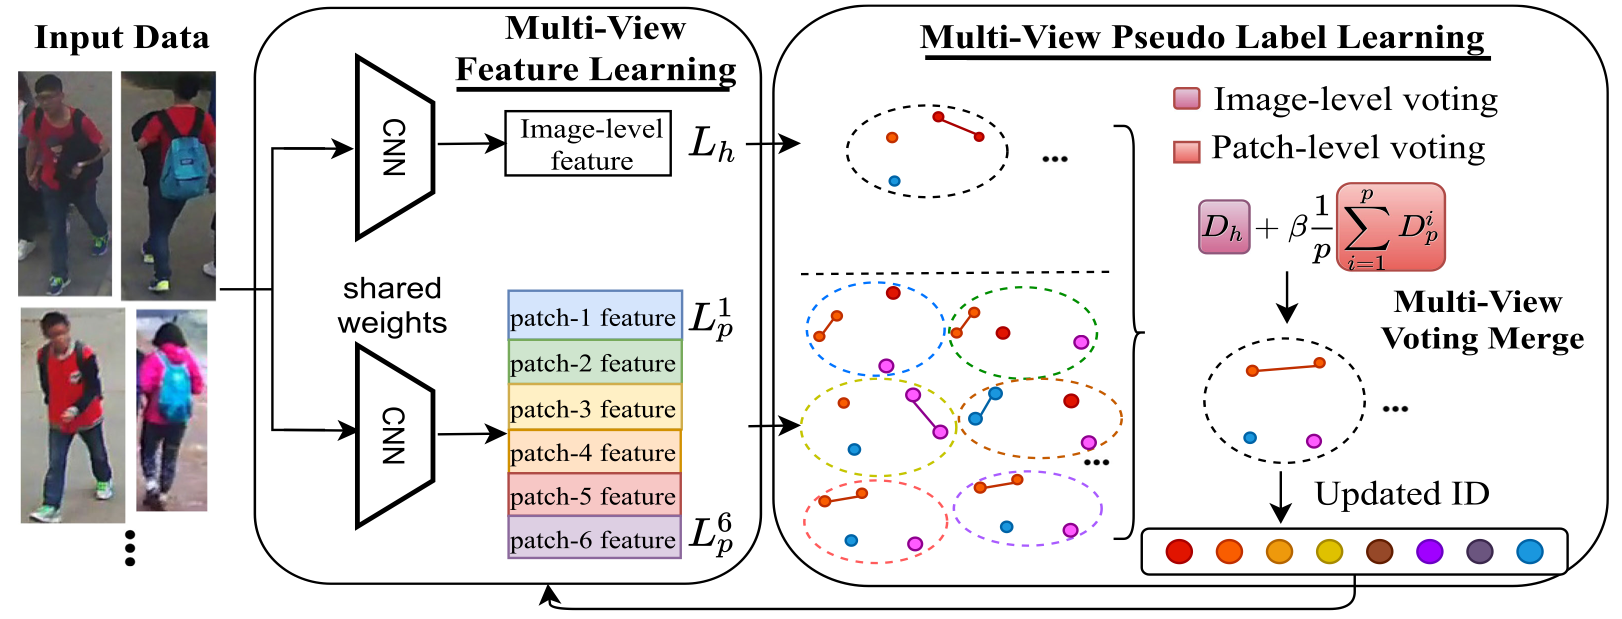 Input Data
Multi-View
Feature Learning
CNN
Image-level
feature
L_h
shared
weights
CNN
patch-1 feature
patch-2 feature
patch-3 feature
patch-4 feature
patch-5 feature
patch-6 feature
L_p^1
L_p^6
Multi-View Pseudo Label Learning
...
...
Image-level voting
Patch-level voting
D_h + β \frac{1}{p} \sum_{i=1}^{p} D_p^i
Multi-View
Voting Merge
...
Updated ID